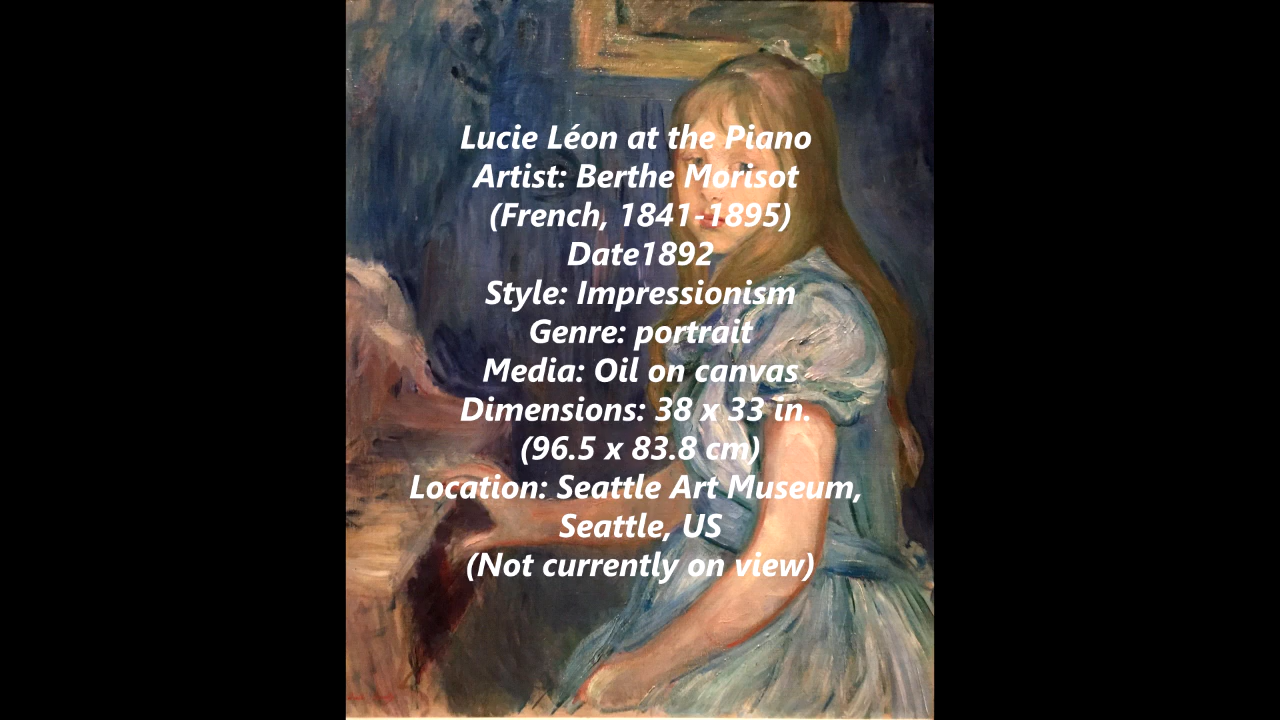 Lucie Léon at the Piano
Artist: Berthe Morisot
(French, 1841-1895)
Date1892
Style: Impressionism
Genre: portrait
Media: Oil on canvas
Dimensions: 38 x 33 in.
(96.5 x 83.8 cm)
Location: Seattle Art Museum,
Seattle, US
(Not currently on view)